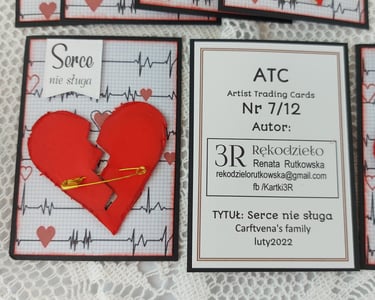 Serce
nie sługa
ATC
Artist Trading Cards
Nr 7/12
Autor:
3R Rękodzieło
Renata Rutkowska
rekodzielorutkowska@gmail.com
fb /Kartki3R
TYTUŁ: Serce nie sługa
Carftvena's family
luty2022